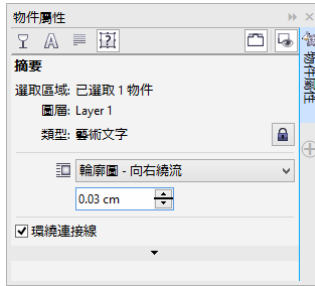 物件屬性
摘要
選取區域: 已選取 1 物件
圖層: Layer 1
類型: 藝術文字
輪廓圖 - 向右繞流
0.03 cm
環繞連接線
物件屬性